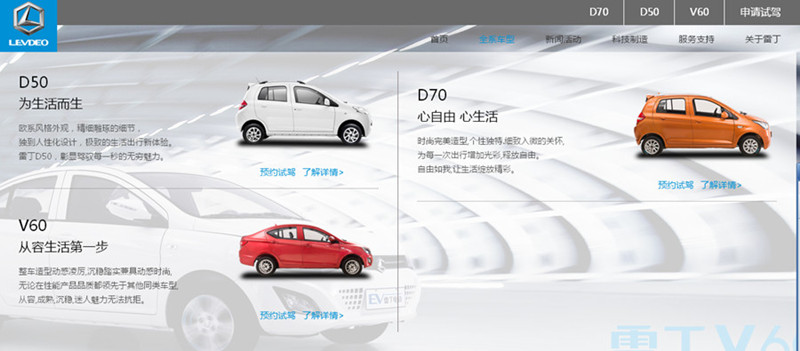 LEVDEO
D70 D50 V60 申请试驾
首页 全系车型 新闻活动 科技制造 服务支持 关于雷丁
D50
为生活而生
欧系风格外观，精细雕琢的细节，
独到人性化设计，极致的生活出行新体验。
雷丁D50，彰显驾驭每一秒的无穷魅力。
预约试驾 了解详情>
V60
从容生活第一步
整车造型动感凌厉,沉稳踏实兼具动感时尚,
无论在性能产品品质都领先于其他同类车型,
从容,成熟,沉稳,迷人魅力无法抗拒。
预约试驾 了解详情>
D70
心自由 心生活
时尚完美造型,个性独特,细致入微的关怀,
为每一次出行增加光彩,释放自由。
自由如我,让生活绽放精彩。
预约试驾 了解详情>
EV
雷丁V6